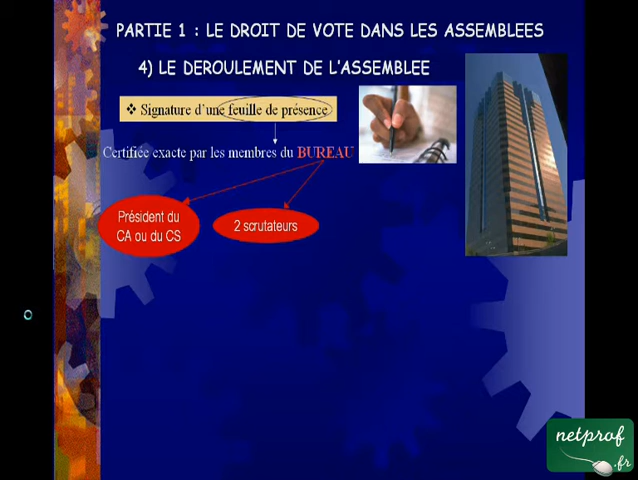 PARTIE 1 : LE DROIT DE VOTE DANS LES ASSEMBLEES
4) LE DEROULEMENT DE L'ASSEMBLEE
❖ Signature d'une feuille de présence
Certifiée exacte par les membres du BUREAU
Président du
CA ou du CS
2 scrutateurs
netprof
.fr